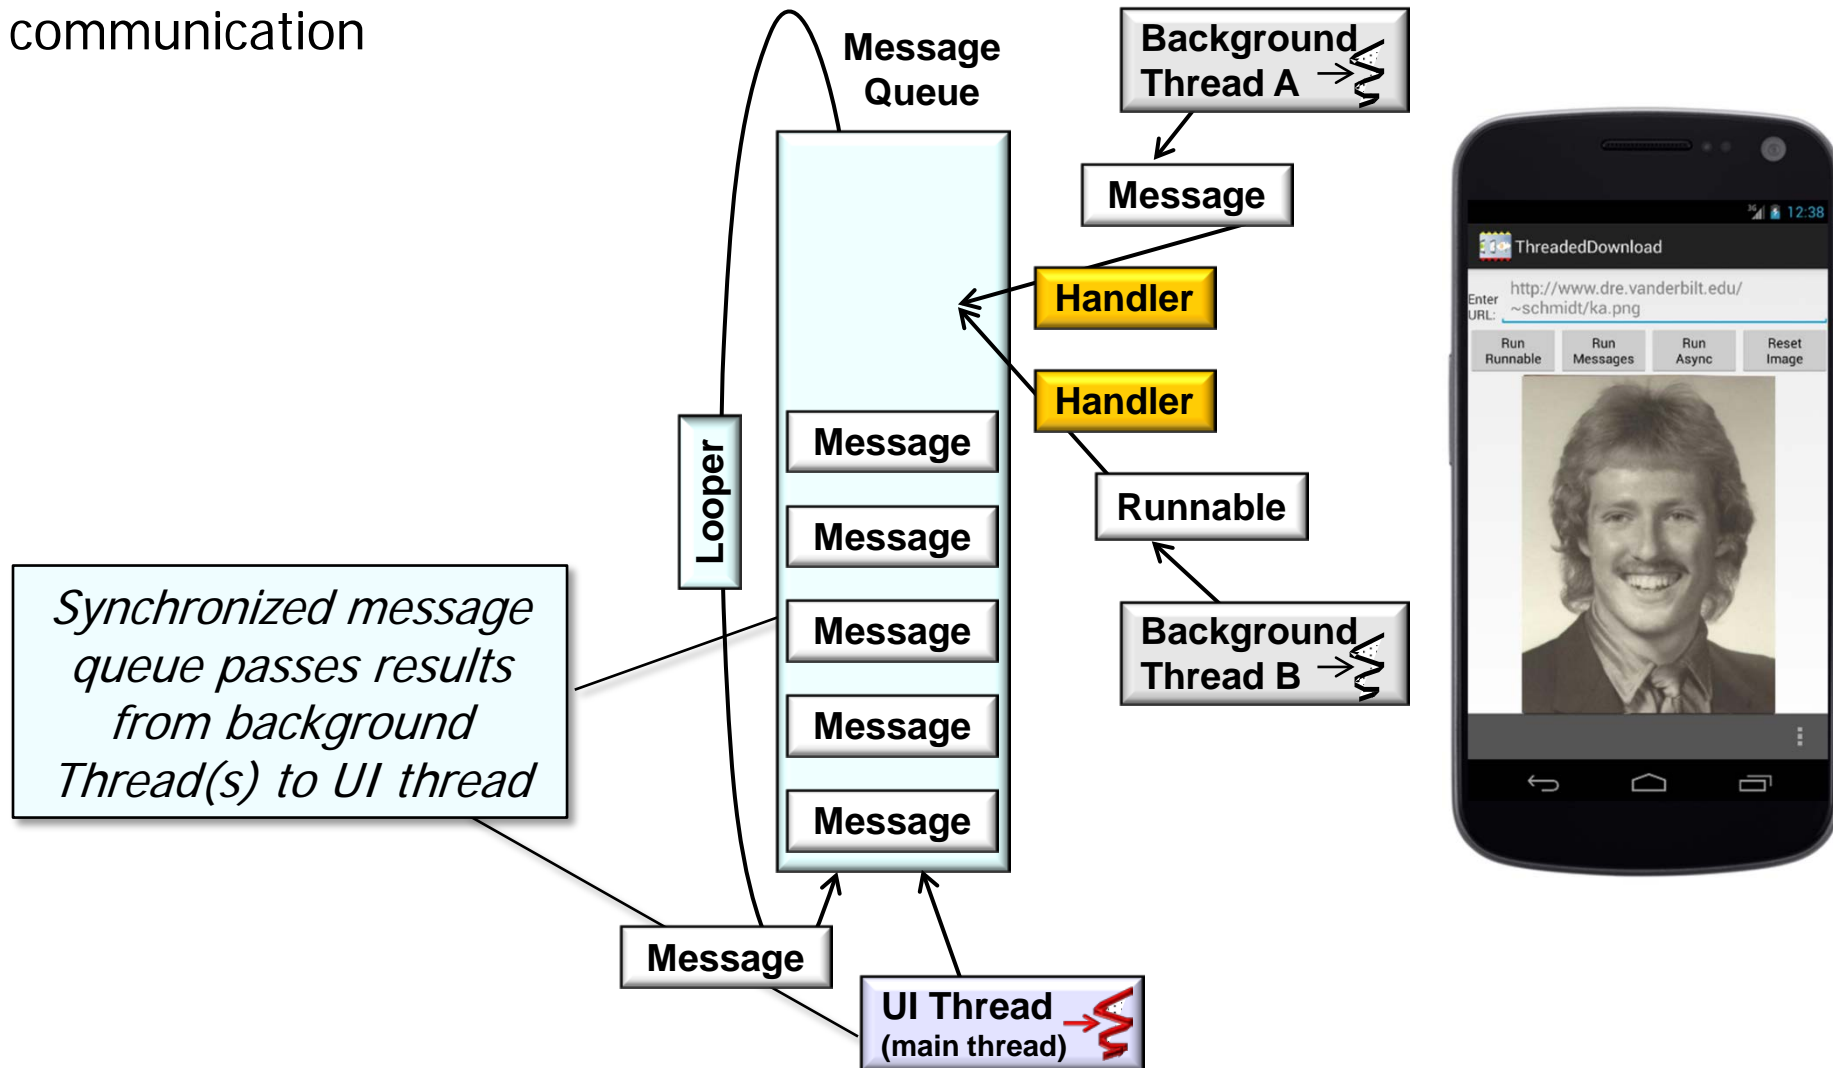 communication
Message
Queue
Background
Thread A
Message
Handler
Handler
Runnable
Background
Thread B
Looper
Message
Message
Message
Message
Message
Synchronized message
queue passes results
from background
Thread(s) to UI thread
Message
UI Thread
(main thread)
3G 12:38
ThreadedDownload
Enter
URL:
http://www.dre.vanderbilt.edu/
~schmidt/ka.png
Run
Runnable
Run
Messages
Run
Async
Reset
Image